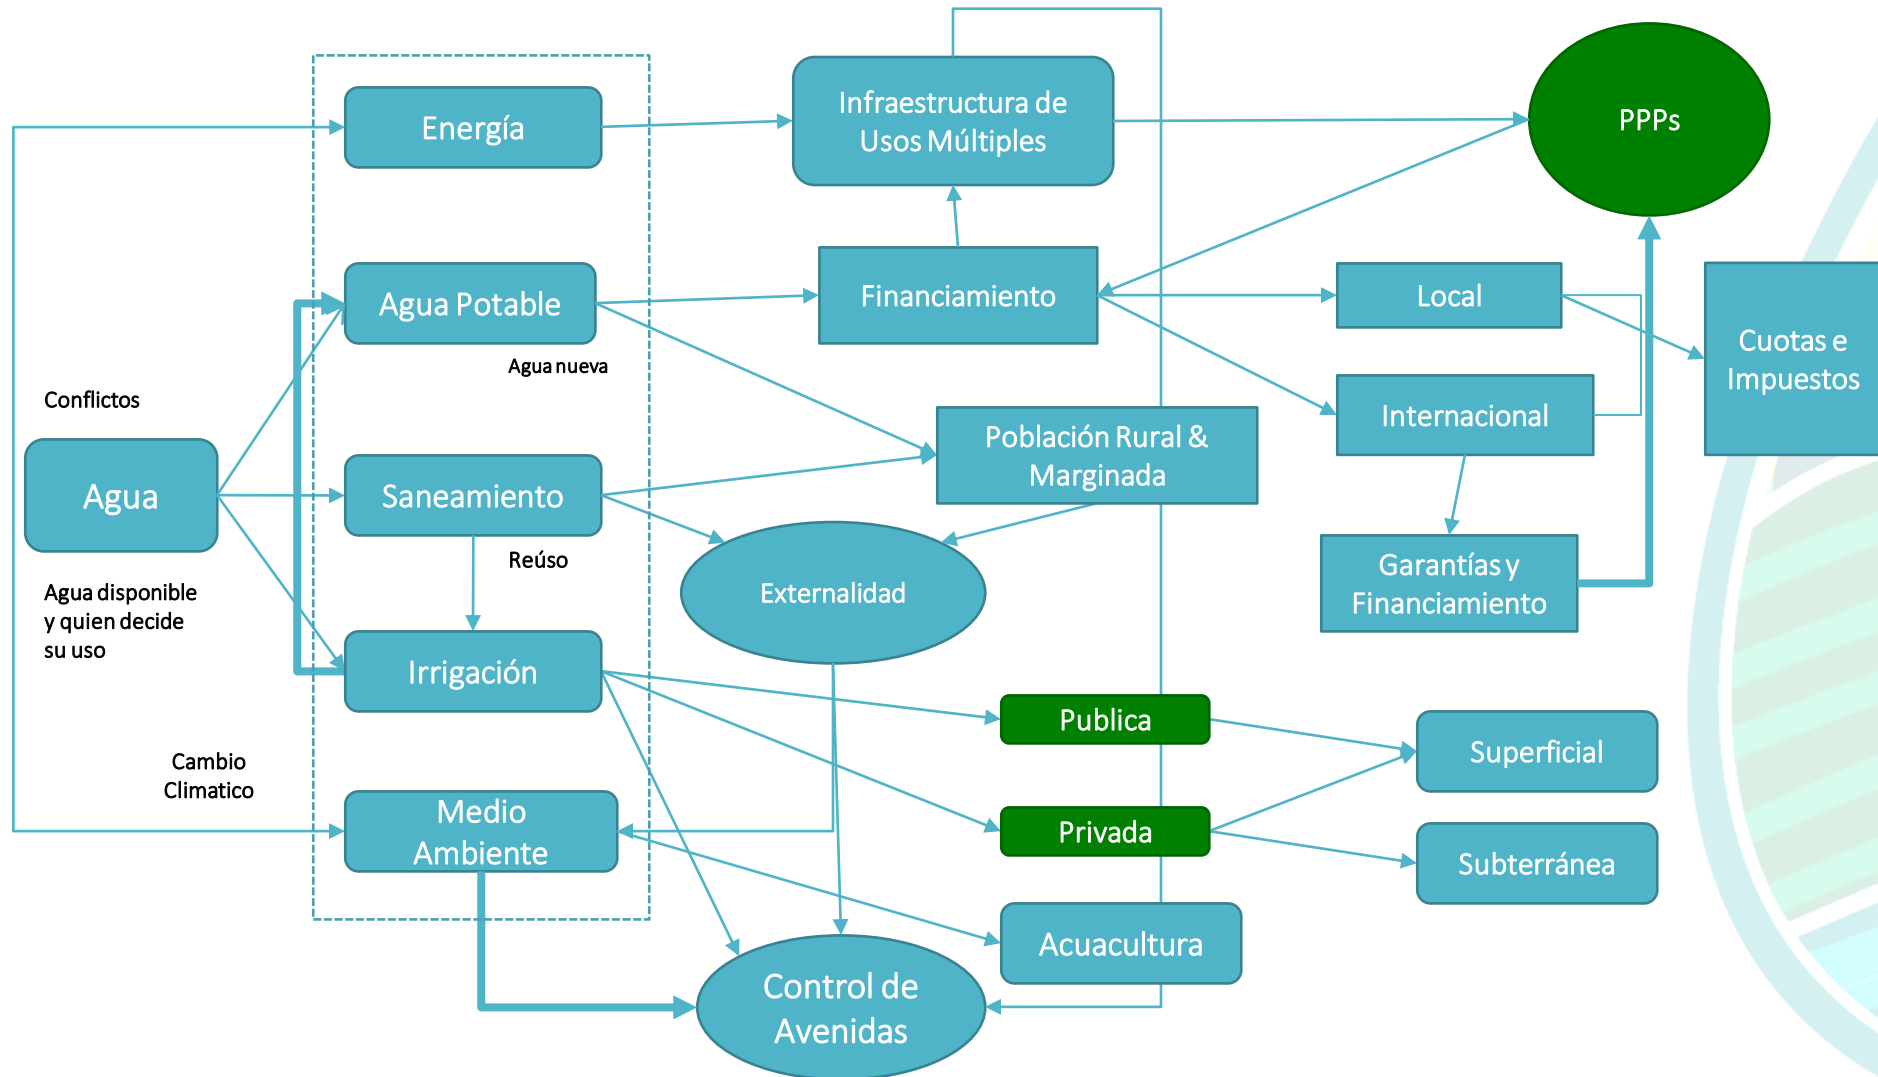 Energía
Infraestructura de
Usos Múltiples
PPPs
Agua Potable
Agua nueva
Financiamiento
Local
Cuotas e
Impuestos
Conflictos
Internacional
Población Rural &
Marginada
Agua
Saneamiento
Reúso
Externalidad
Garantías y
Financiamiento
Agua disponible
y quien decide
su uso
Irrigación
Publica
Superficial
Cambio
Climatico
Medio
Ambiente
Privada
Subterránea
Acuacultura
Control de
Avenidas